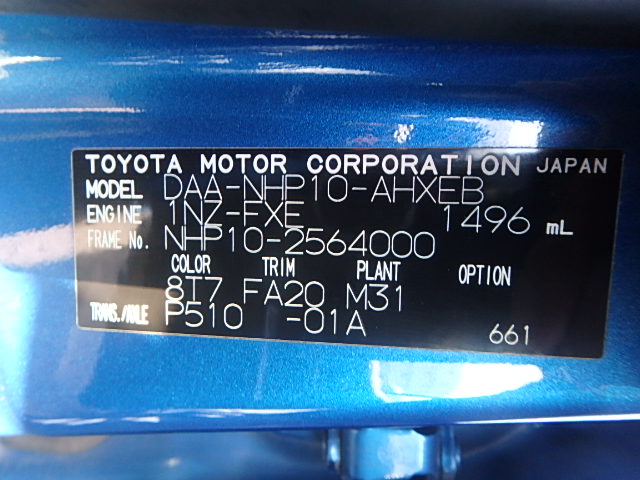 TOYOTA MOTOR CORPORATION JAPAN
MODEL DAA-NHP10-AHXEB
ENGINE 1NZ-FXE 1496 mL
FRAME No. NHP10-2564000
COLOR TRIM PLANT OPTION
8T7 FA20 M31
TRANS./AXLE P510 -01A
661